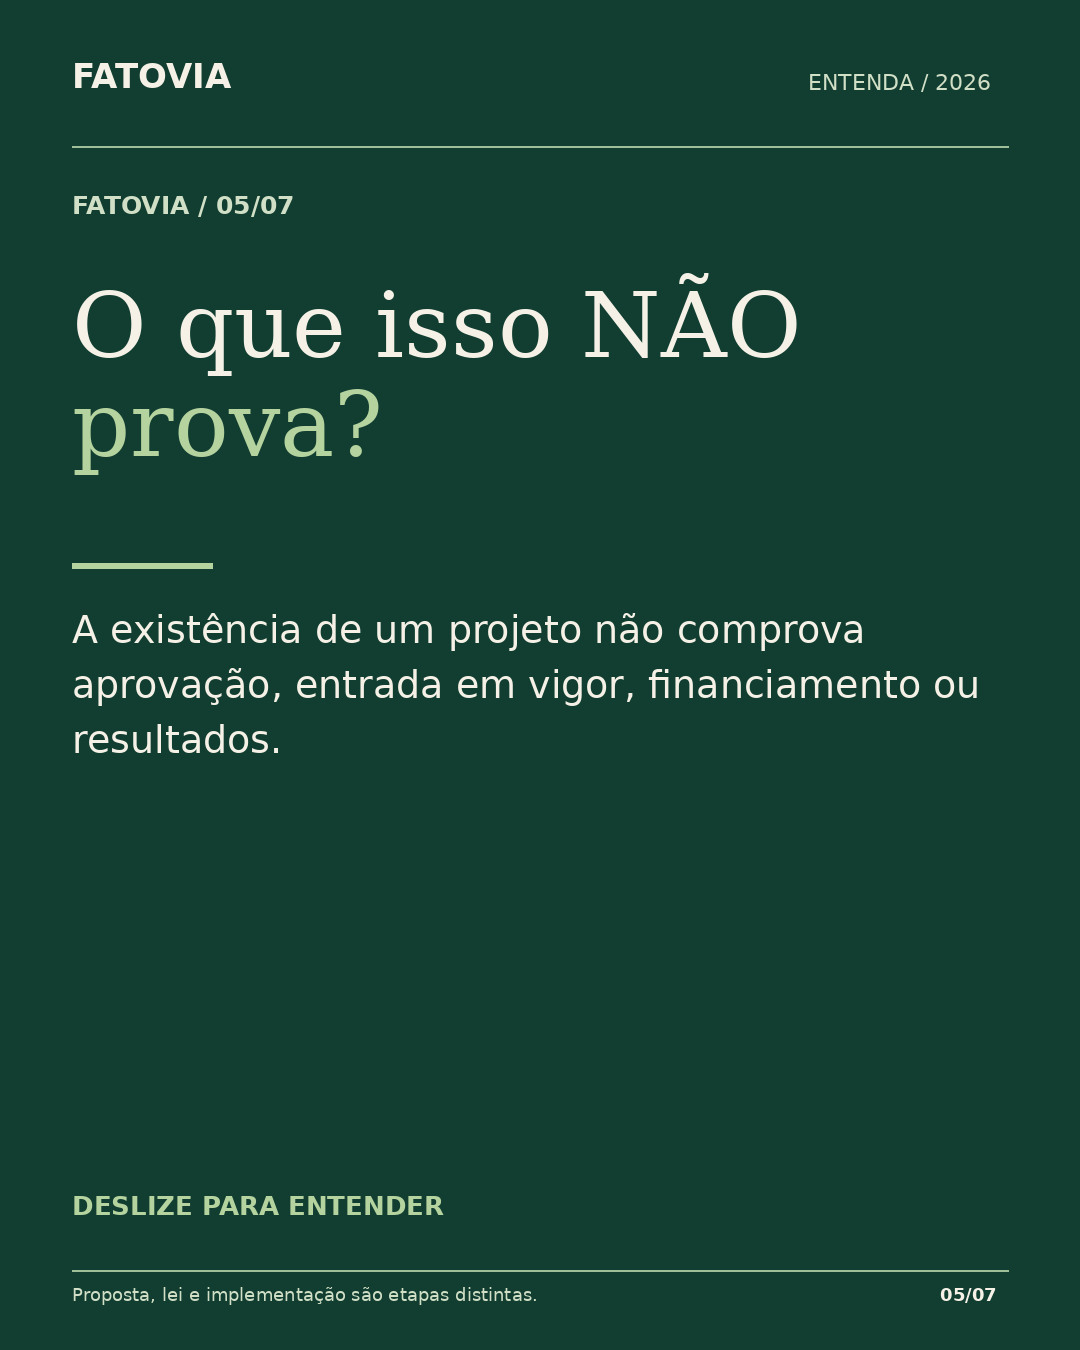 FATOVIA
ENTENDA / 2026
FATOVIA / 05/07
O que isso NÃO
prova?
A existência de um projeto não comprova
aprovação, entrada em vigor, financiamento ou
resultados.
DESLIZE PARA ENTENDER
Proposta, lei e implementação são etapas distintas.
05/07